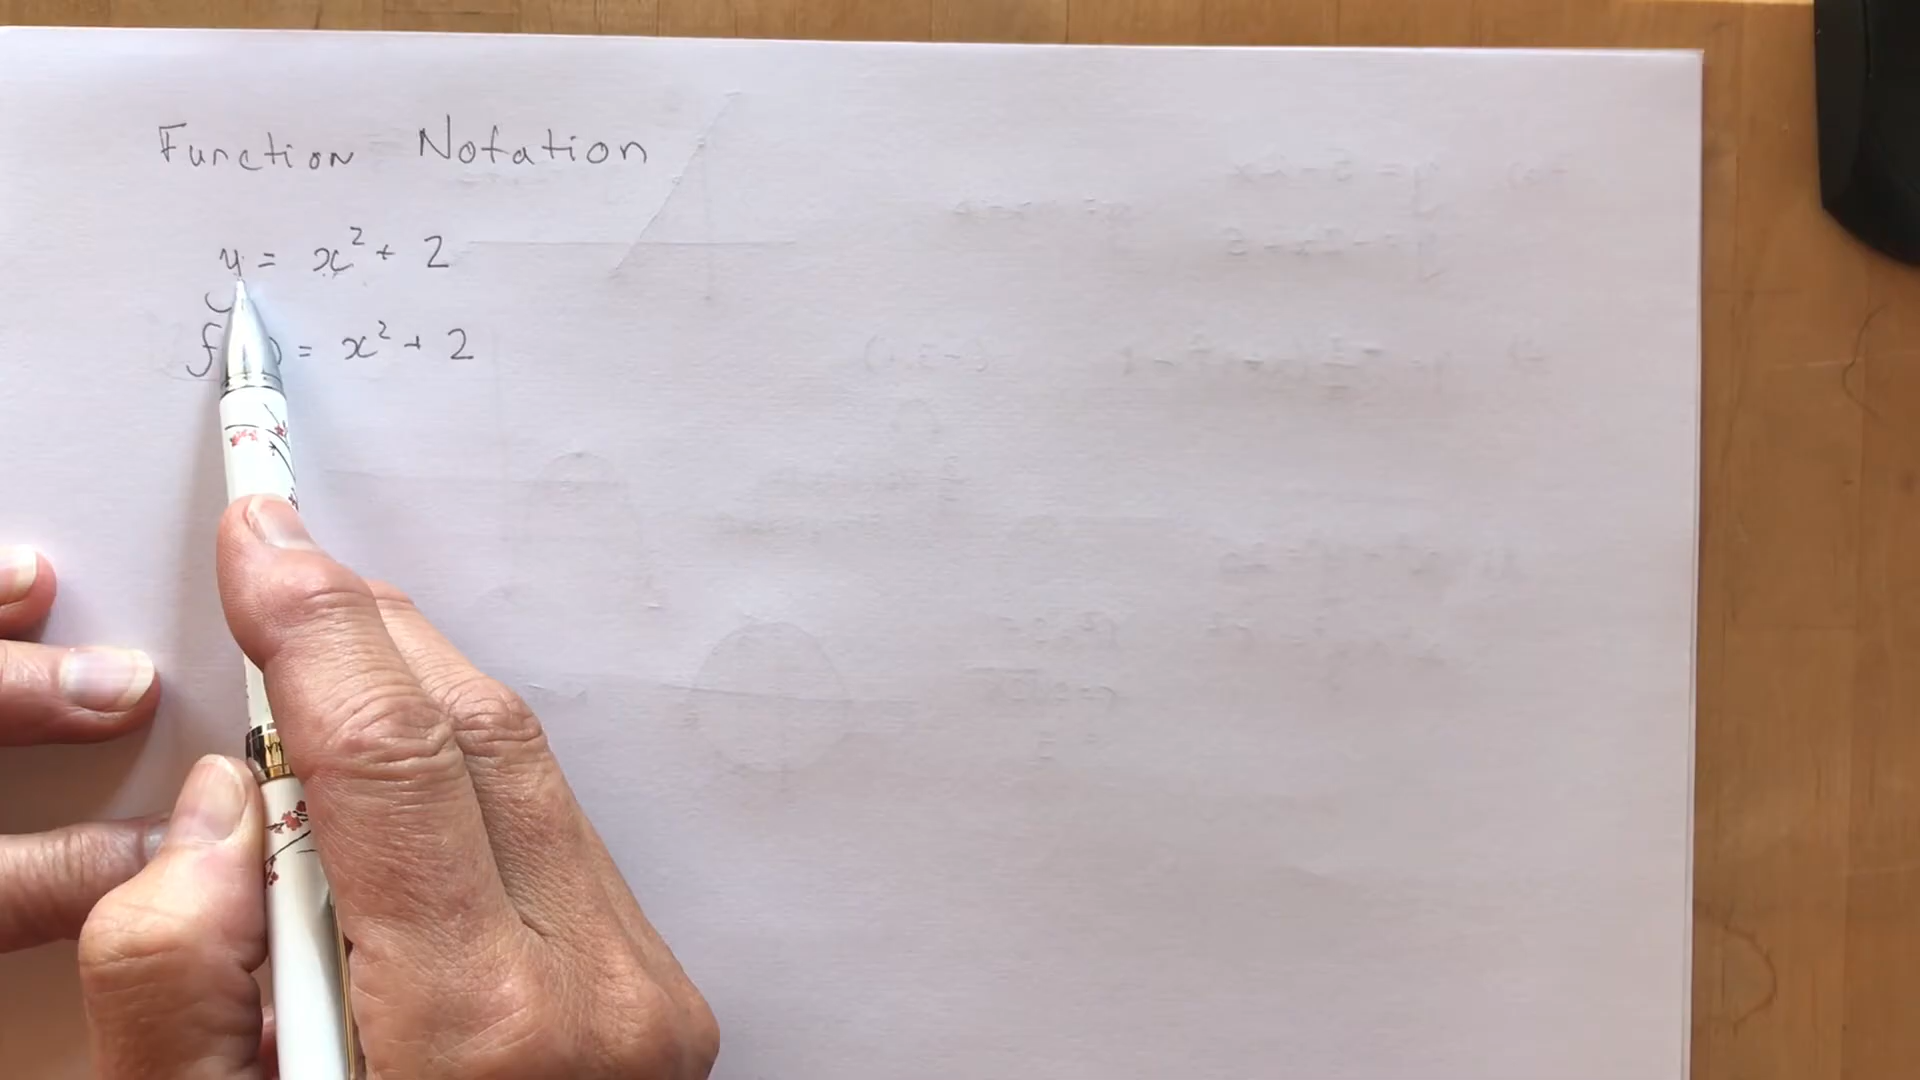 Function Notation
y = x² + 2
f = x² + 2